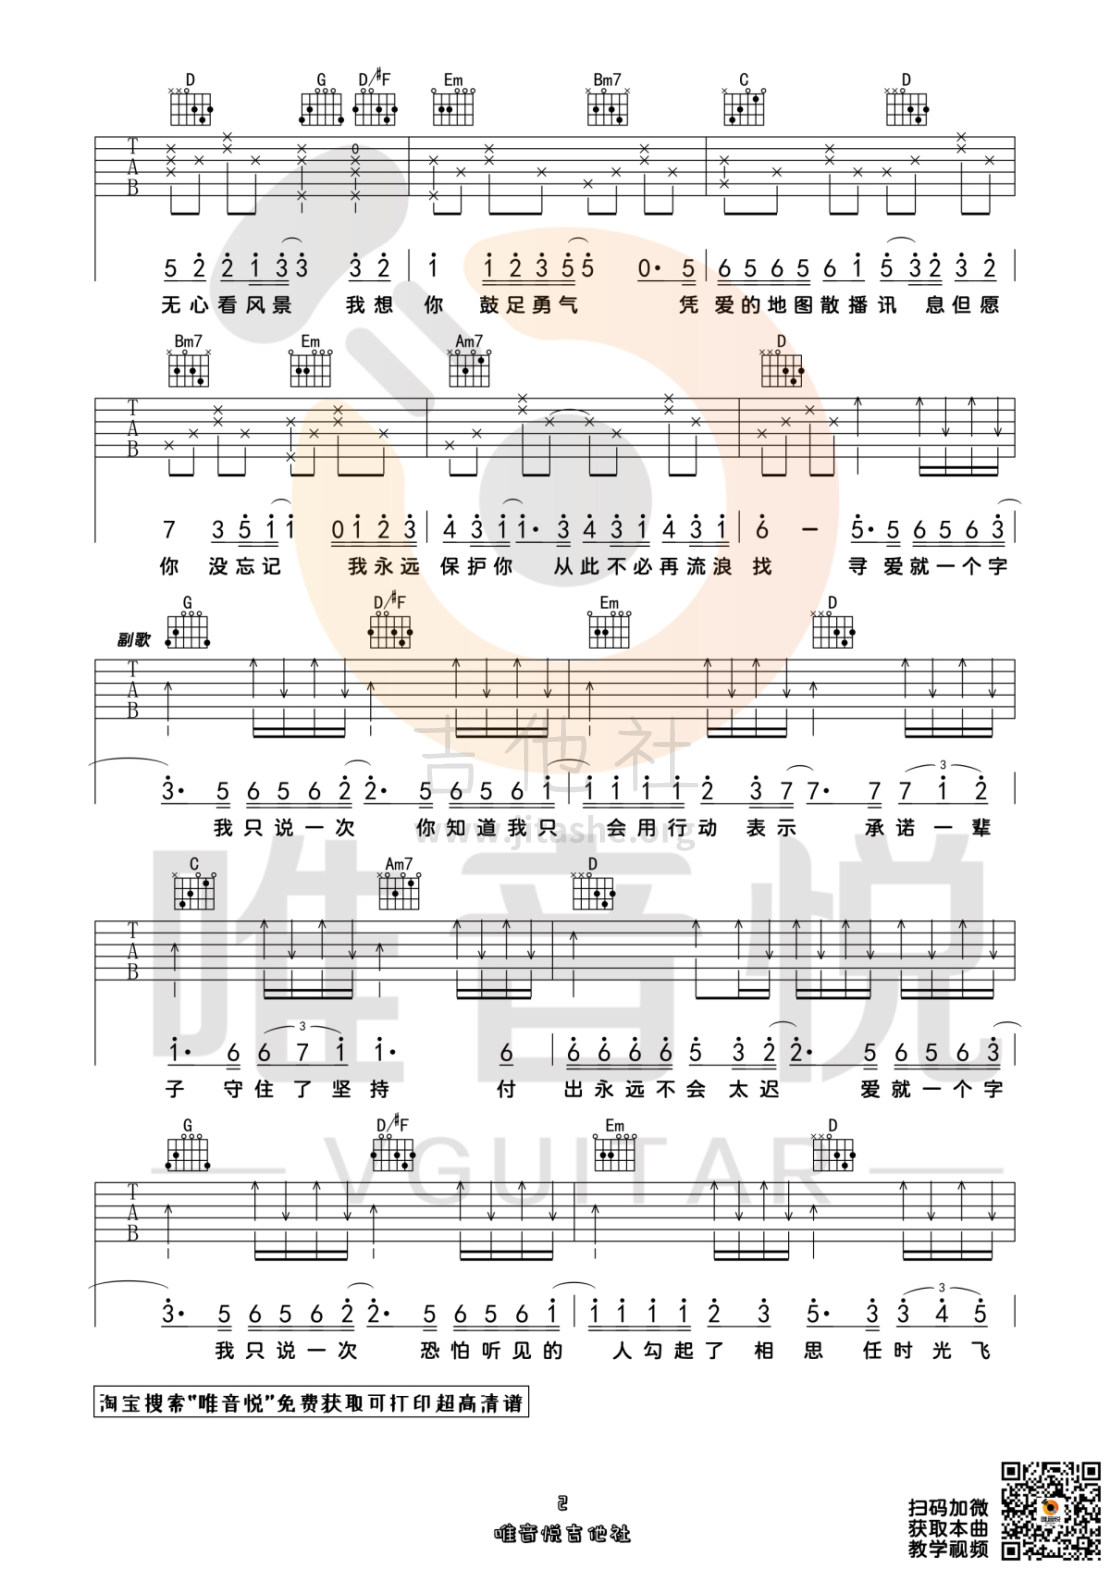 D G D/#F Em Bm7 C D
5 2 2 1 3 3 3 2 1 1 2 3 5 5 0· 5 6 5 6 5 6 1 5 3 2 3 2
无心看风景 我想你 鼓足勇气 凭爱的地图散播讯 息但愿
Bm7 Em Am7 D
7 3 5 1 1 0 1 2 3 4 3 1 1· 3 4 3 1 4 3 1 6 — 5· 5 6 5 6 3
你 没忘记 我永远 保护你 从此不必再流浪找 寻爱就一个字
副歌 G D/#F Em D
3· 5 6 5 6 2 2· 5 6 5 6 1 1 1 1 1 2 3 7 7· 7 7 1 2
我只说一次 你知道我只 会用行动 表示 承诺一辈
C Am7 D
1· 6 6 7 1 1· 6 6 6 6 6 5 3 2 2· 5 6 5 6 3
子 守住了坚持 付 出永远不会太迟 爱就一个字
G D/#F Em D
3· 5 6 5 6 2 2· 5 6 5 6 1 1 1 1 1 2 3 5· 3 3 4 5
我只说一次 恐怕听见的 人勾起了相思 任时光飞
淘宝搜索"唯音悦"免费获取可打印超高清谱
2
唯音悦吉他社
扫码加微
获取本曲
教学视频
吉他社
www.jitashe.org
唯音悦
VGUITAR